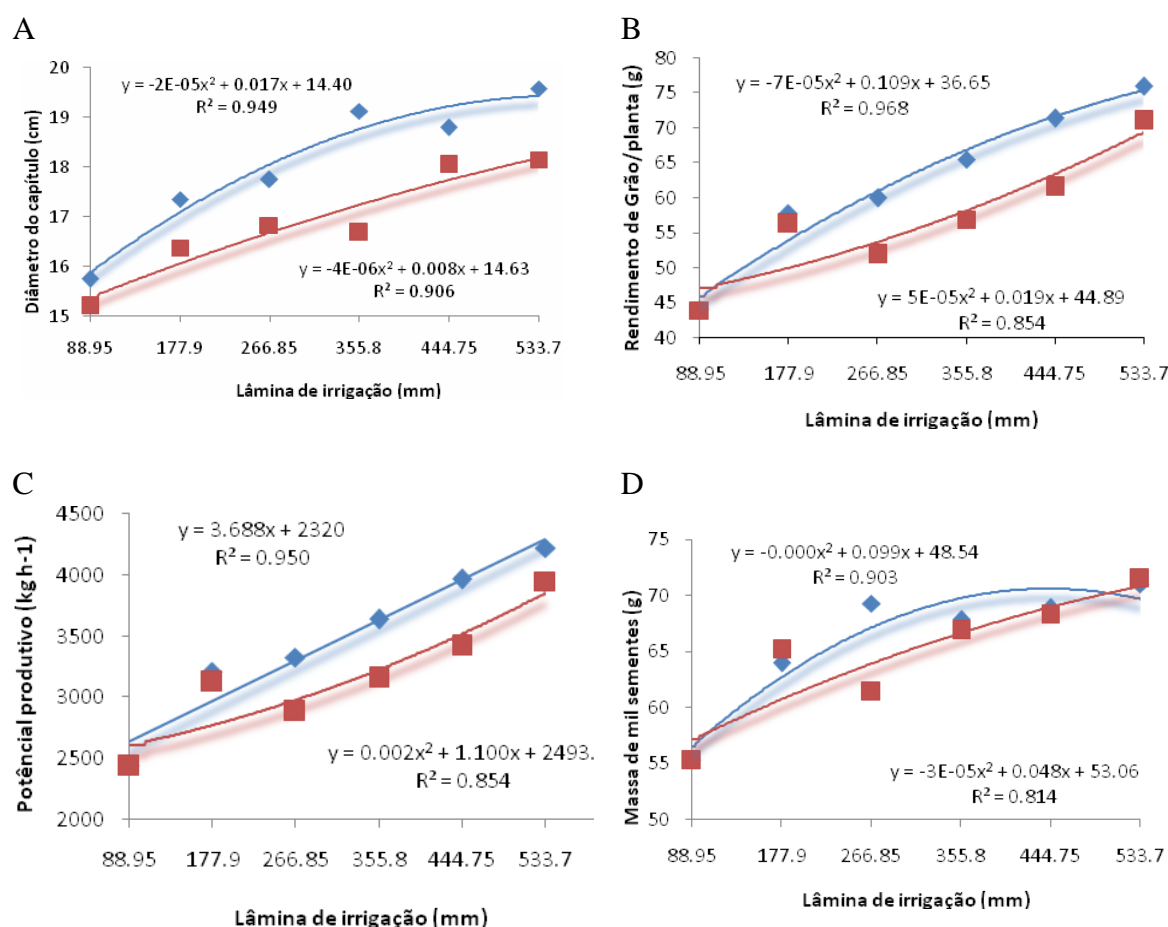 A
Diâmetro do capítulo (cm)
20
19
18
17
16
15
y = -2E-05x² + 0.017x + 14.40
R² = 0.949
y = -4E-06x² + 0.008x + 14.63
R² = 0.906
88.95 177.9 266.85 355.8 444.75 533.7
Lâmina de irrigação (mm)
B
Rendimento de Grão/planta (g)
80
75
70
65
60
55
50
45
40
y = -7E-05x² + 0.109x + 36.65
R² = 0.968
y = 5E-05x² + 0.019x + 44.89
R² = 0.854
88.95 177.9 266.85 355.8 444.75 533.7
Lâmina de irrigação (mm)
C
Potêncial produtivo (kg h-1)
4500
4000
3500
3000
2500
2000
y = 3.688x + 2320
R² = 0.950
y = 0.002x² + 1.100x + 2493.
R² = 0.854
88.95 177.9 266.85 355.8 444.75 533.7
Lâmina de irrigação (mm)
D
Massa de mil sementes (g)
75
70
65
60
55
50
y = -0.000x² + 0.099x + 48.54
R² = 0.903
y = -3E-05x² + 0.048x + 53.06
R² = 0.814
88.95 177.9 266.85 355.8 444.75 533.7
Lâmina de irrigação (mm)